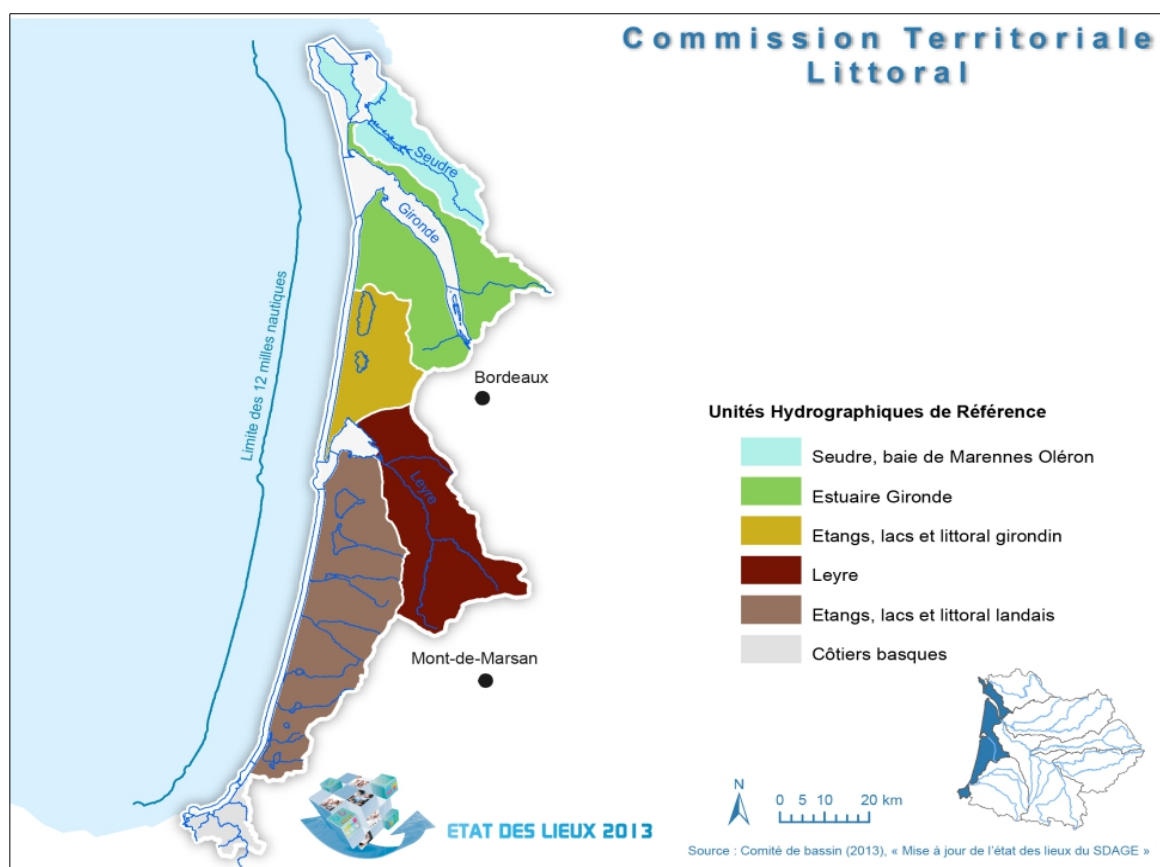 Commission Territoriale
Littoral
Seudre
Gironde
Limite des 12 milles nautiques
Bordeaux
Leyre
Mont-de-Marsan
Unités Hydrographiques de Référence
Seudre, baie de Marennes Oléron
Estuaire Gironde
Etangs, lacs et littoral girondin
Leyre
Etangs, lacs et littoral landais
Côtiers basques
ETAT DES LIEUX 2013
N
0 5 10 20 km
Source : Comité de bassin (2013), « Mise à jour de l'état des lieux du SDAGE »